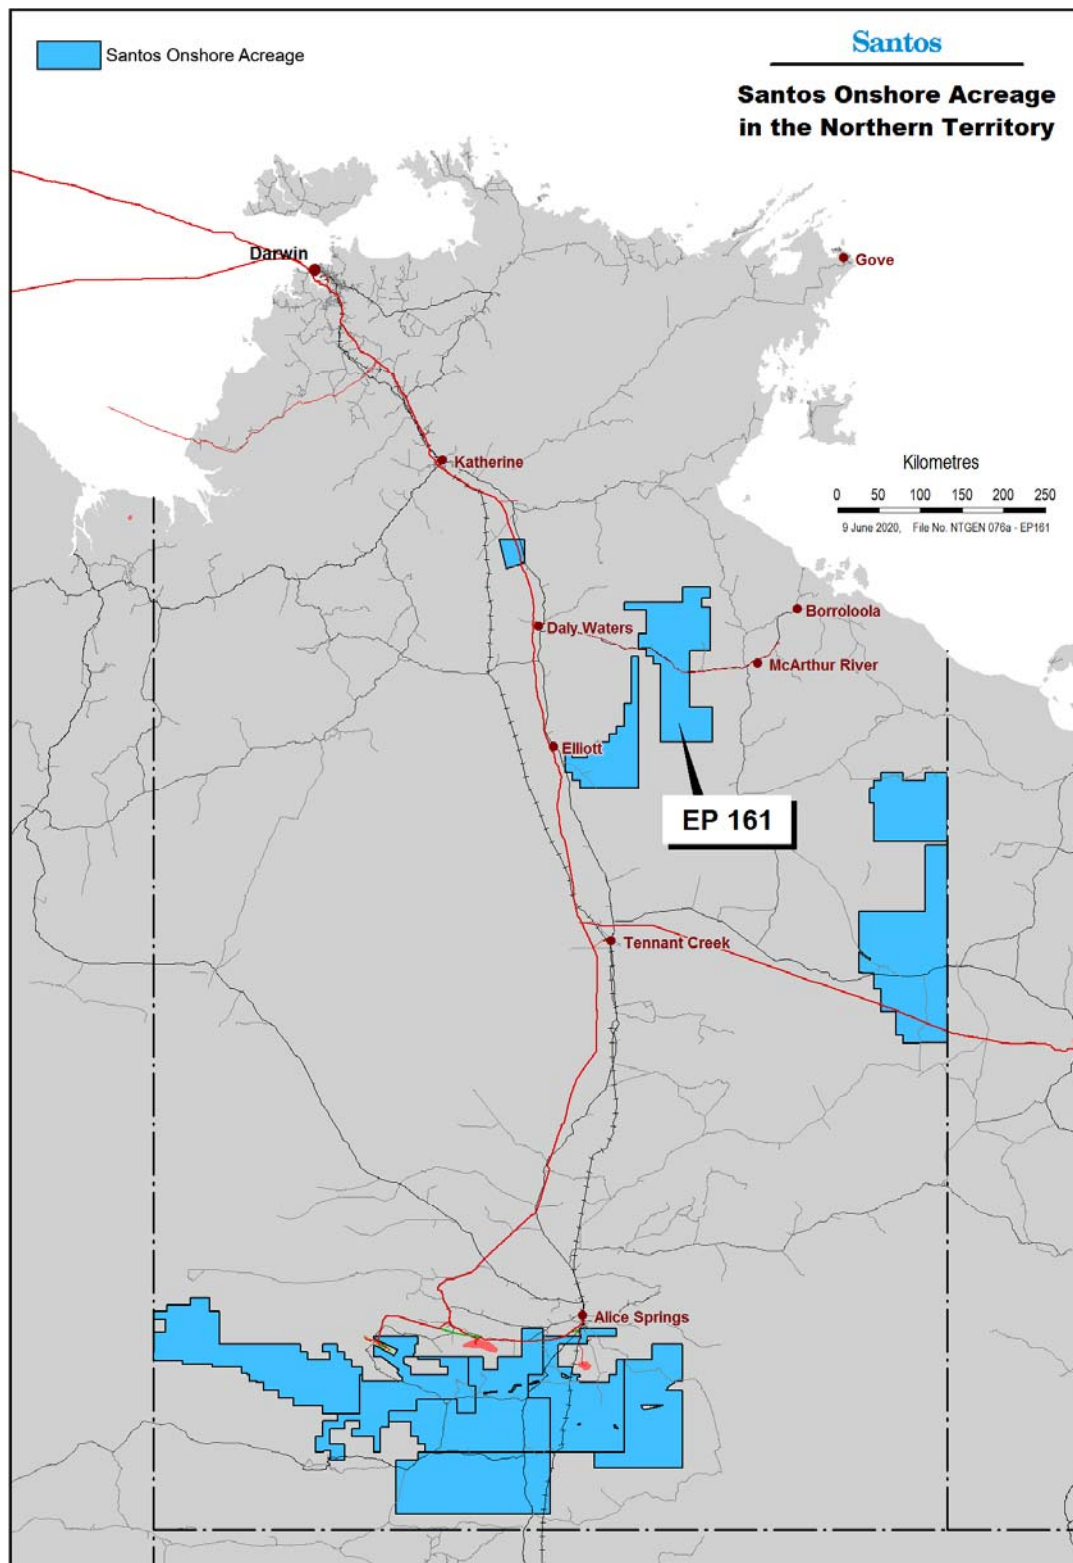 Santos Onshore Acreage
Santos
Santos Onshore Acreage
in the Northern Territory
Darwin
Gove
Katherine
Kilometres
0 50 100 150 200 250
9 June 2020, File No. NTGEN 076a - EP161
Daly Waters
Borroloola
McArthur River
Elliott
EP 161
Tennant Creek
Alice Springs